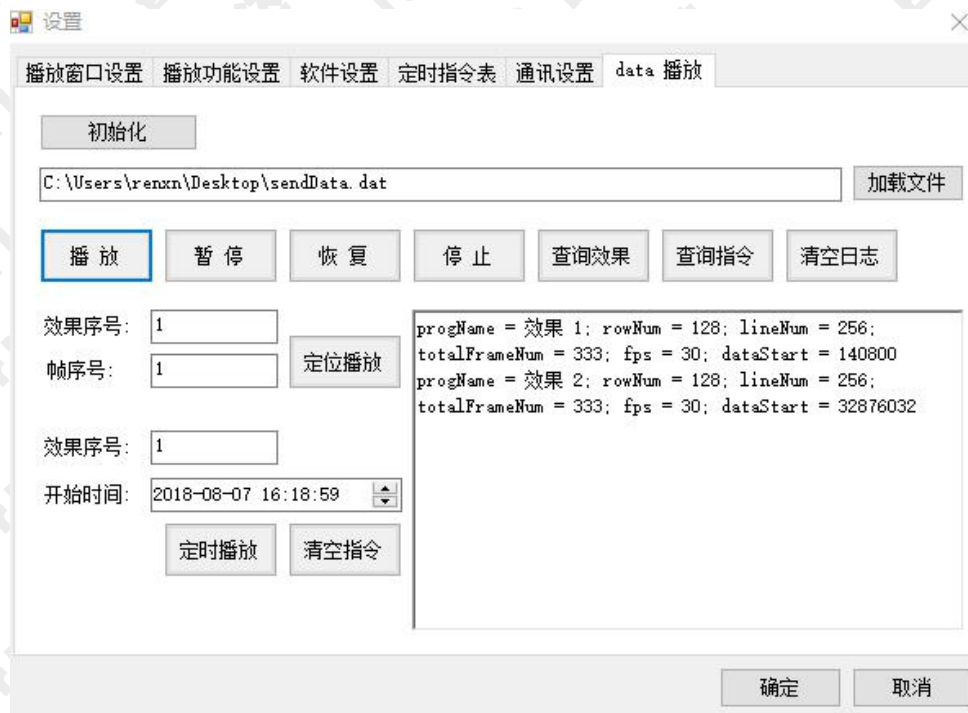 设置
播放窗口设置 播放功能设置 软件设置 定时指令表 通讯设置 data 播放
初始化
C:\Users\renxn\Desktop\sendData.dat 加载文件
播 放 暂 停 恢 复 停 止 查询效果 查询指令 清空日志
效果序号: 1
帧序号: 1
定位播放
效果序号: 1
开始时间: 2018-08-07 16:18:59
定时播放 清空指令
progName = 效果 1; rowNum = 128; lineNum = 256;
totalFrameNum = 333; fps = 30; dataStart = 140800
progName = 效果 2; rowNum = 128; lineNum = 256;
totalFrameNum = 333; fps = 30; dataStart = 32876032
确定 取消